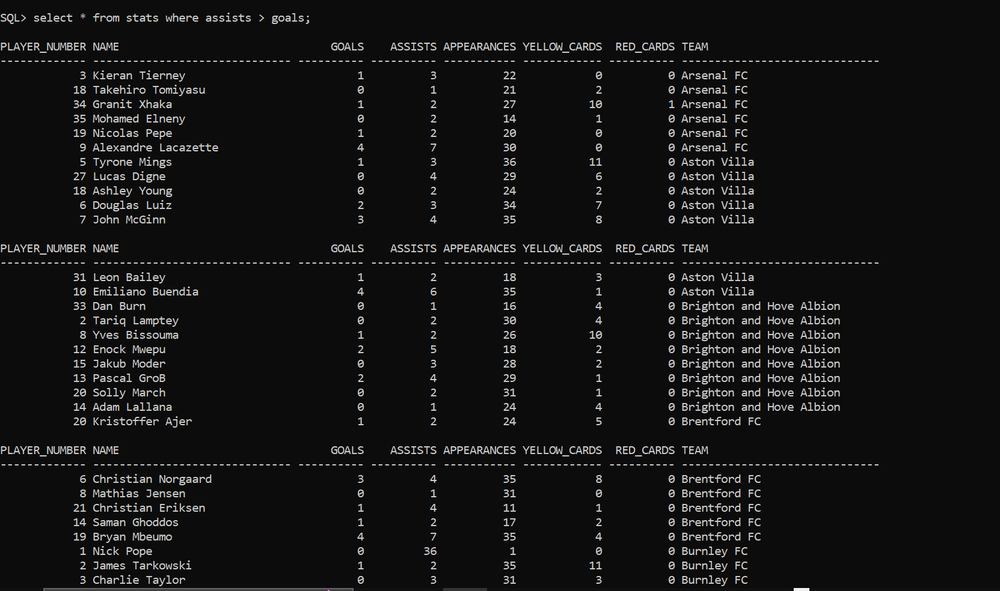 SQL> select * from stats where assists > goals;
PLAYER_NUMBER NAME                                GOALS    ASSISTS APPEARANCES YELLOW_CARDS  RED_CARDS TEAM
------------- ------------------------------ ---------- ---------- ----------- ------------ ---------- ------------------------------
            3 Kieran Tierney                          1          3          22            0          0 Arsenal FC
           18 Takehiro Tomiyasu                       0          1          21            2          0 Arsenal FC
           34 Granit Xhaka                            1          2          27           10          1 Arsenal FC
           35 Mohamed Elneny                          0          2          14            1          0 Arsenal FC
           19 Nicolas Pepe                            1          2          20            0          0 Arsenal FC
            9 Alexandre Lacazette                     4          7          30            0          0 Arsenal FC
            5 Tyrone Mings                            1          3          36           11          0 Aston Villa
           27 Lucas Digne                             0          4          29            6          0 Aston Villa
           18 Ashley Young                            0          2          24            2          0 Aston Villa
            6 Douglas Luiz                            2          3          34            7          0 Aston Villa
            7 John McGinn                             3          4          35            8          0 Aston Villa
PLAYER_NUMBER NAME                                GOALS    ASSISTS APPEARANCES YELLOW_CARDS  RED_CARDS TEAM
------------- ------------------------------ ---------- ---------- ----------- ------------ ---------- ------------------------------
           31 Leon Bailey                             1          2          18            3          0 Aston Villa
           10 Emiliano Buendia                        4          6          35            1          0 Aston Villa
           33 Dan Burn                                0          1          16            4          0 Brighton and Hove Albion
            2 Tariq Lamptey                           0          2          30            4          0 Brighton and Hove Albion
            8 Yves Bissouma                           1          2          26           10          0 Brighton and Hove Albion
           12 Enock Mwepu                             2          5          18            2          0 Brighton and Hove Albion
           15 Jakub Moder                             0          3          28            2          0 Brighton and Hove Albion
           13 Pascal GroB                             2          4          29            1          0 Brighton and Hove Albion
           20 Solly March                             0          2          31            1          0 Brighton and Hove Albion
           14 Adam Lallana                            0          1          24            4          0 Brighton and Hove Albion
           20 Kristoffer Ajer                         1          2          24            5          0 Brentford FC
PLAYER_NUMBER NAME                                GOALS    ASSISTS APPEARANCES YELLOW_CARDS  RED_CARDS TEAM
------------- ------------------------------ ---------- ---------- ----------- ------------ ---------- ------------------------------
            6 Christian Norgaard                      3          4          35            8          0 Brentford FC
            8 Mathias Jensen                          0          1          31            0          0 Brentford FC
           21 Christian Eriksen                       1          4          11            1          0 Brentford FC
           14 Saman Ghoddos                           1          2          17            2          0 Brentford FC
           19 Bryan Mbeumo                            4          7          35            4          0 Brentford FC
            1 Nick Pope                               0         36           1            0          0 Burnley FC
            2 James Tarkowski                         1          2          35           11          0 Burnley FC
            3 Charlie Taylor                          0          3          31            3          0 Burnley FC